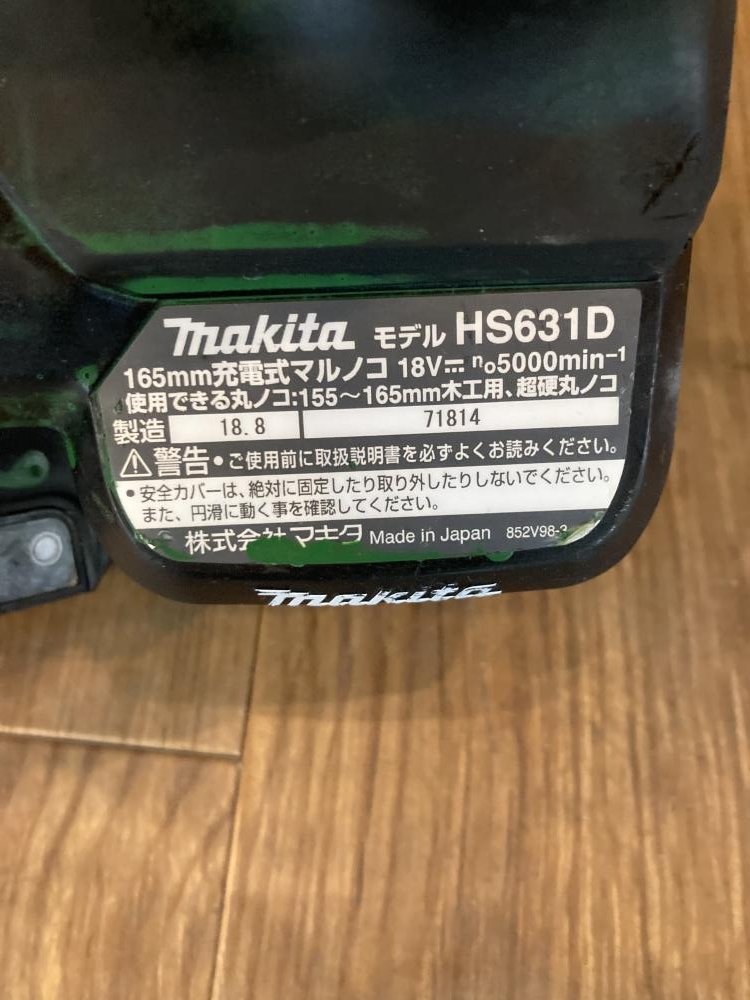 makita モデル HS631D
165mm充電式マルノコ 18V⎓ n₀5000min⁻¹
使用できる丸ノコ:155～165mm木工用、超硬丸ノコ
製造 18.8 71814
⚠警告・ご使用前に取扱説明書を必ずよくお読みください。
・安全カバーは、絶対に固定したり取り外したりしないでください。
また、円滑に動く事を確認してください。
株式会社マキタ Made in Japan 852V98-3
makita